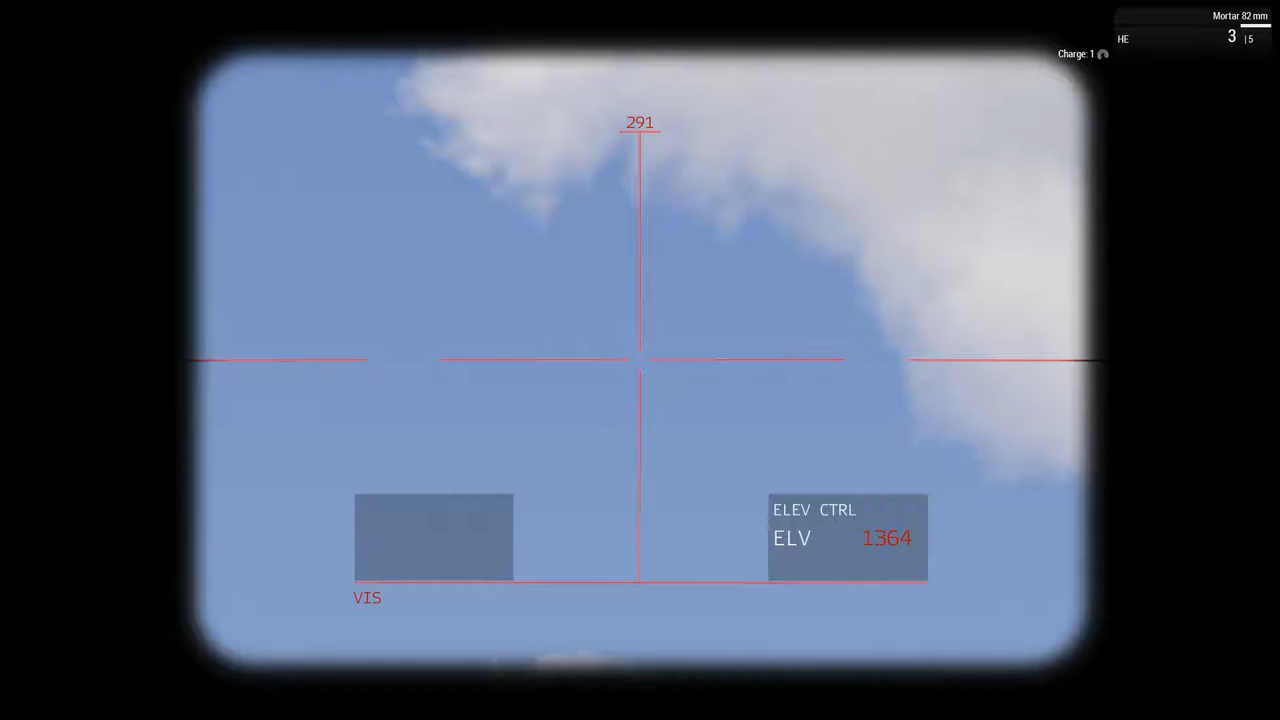 Mortar 82 mm
HE 3 |5
Charge: 1
291
ELEV CTRL
ELV 1364
VIS